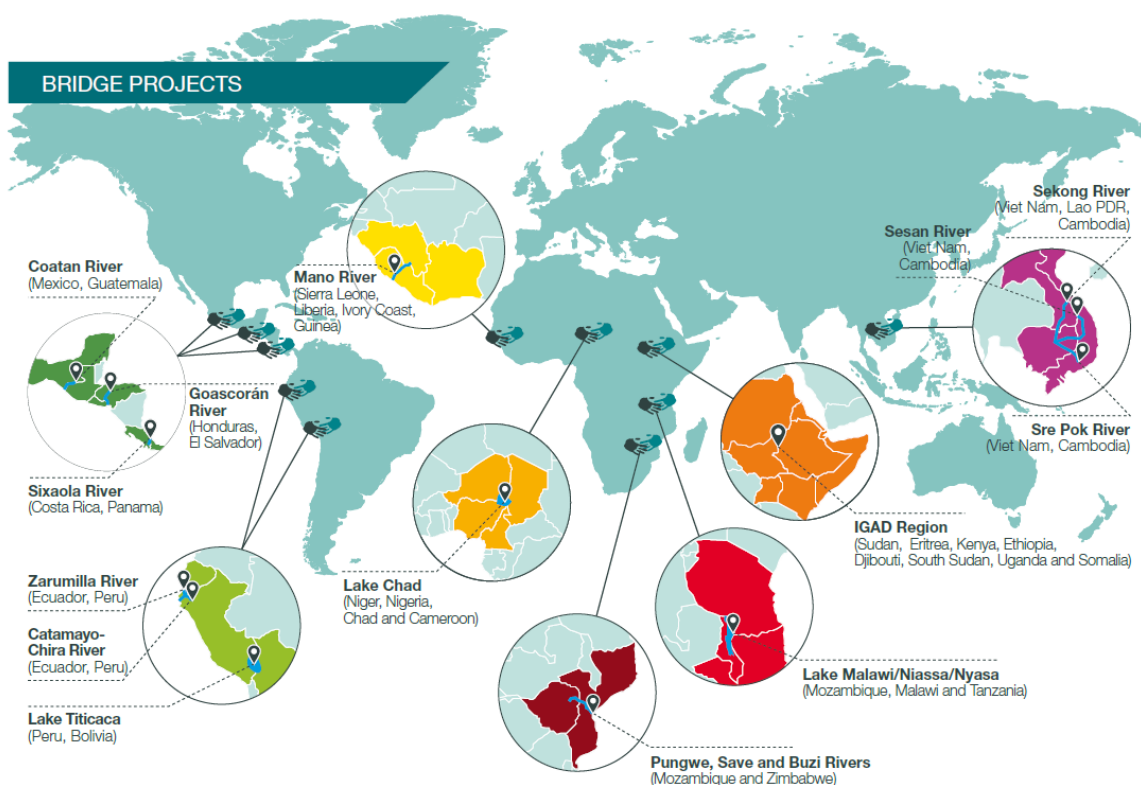 BRIDGE PROJECTS
Coatan River
(Mexico, Guatemala)
Goascorán
River
(Honduras,
El Salvador)
Sixaola River
(Costa Rica, Panama)
Mano River
(Sierra Leone,
Liberia, Ivory Coast,
Guinea)
Sekong River
(Viet Nam, Lao PDR,
Cambodia)
Sesan River
(Viet Nam,
Cambodia)
Sre Pok River
(Viet Nam, Cambodia)
Zarumilla River
(Ecuador, Peru)
Catamayo-
Chira River
(Ecuador, Peru)
Lake Titicaca
(Peru, Bolivia)
Lake Chad
(Niger, Nigeria,
Chad and Cameroon)
IGAD Region
(Sudan, Eritrea, Kenya, Ethiopia,
Djibouti, South Sudan, Uganda and Somalia)
Lake Malawi/Niassa/Nyasa
(Mozambique, Malawi and Tanzania)
Pungwe, Save and Buzi Rivers
(Mozambique and Zimbabwe)